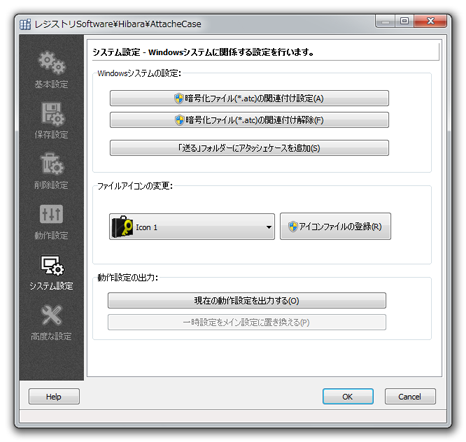 レジストリSoftware¥Hibara¥AttacheCase
基本設定
保存設定
削除設定
動作設定
システム設定
高度な設定
システム設定 - Windowsシステムに関係する設定を行います。
Windowsシステムの設定:
暗号化ファイル(*.atc)の関連付け設定(A)
暗号化ファイル(*.atc)の関連付け解除(F)
「送る」フォルダーにアタッシェケースを追加(S)
ファイルアイコンの変更:
Icon 1
アイコンファイルの登録(R)
動作設定の出力:
現在の動作設定を出力する(O)
一時設定をメイン設定に置き換える(P)
Help
OK
Cancel